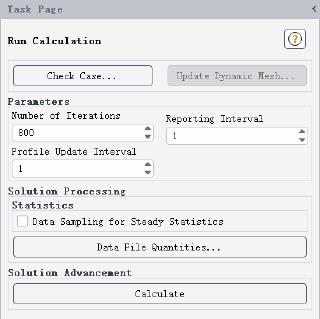 Task Page
Run Calculation
Check Case...
Update Dynamic Mesh...
Parameters
Number of Iterations
Reporting Interval
800
1
Profile Update Interval
1
Solution Processing
Statistics
Data Sampling for Steady Statistics
Data File Quantities...
Solution Advancement
Calculate